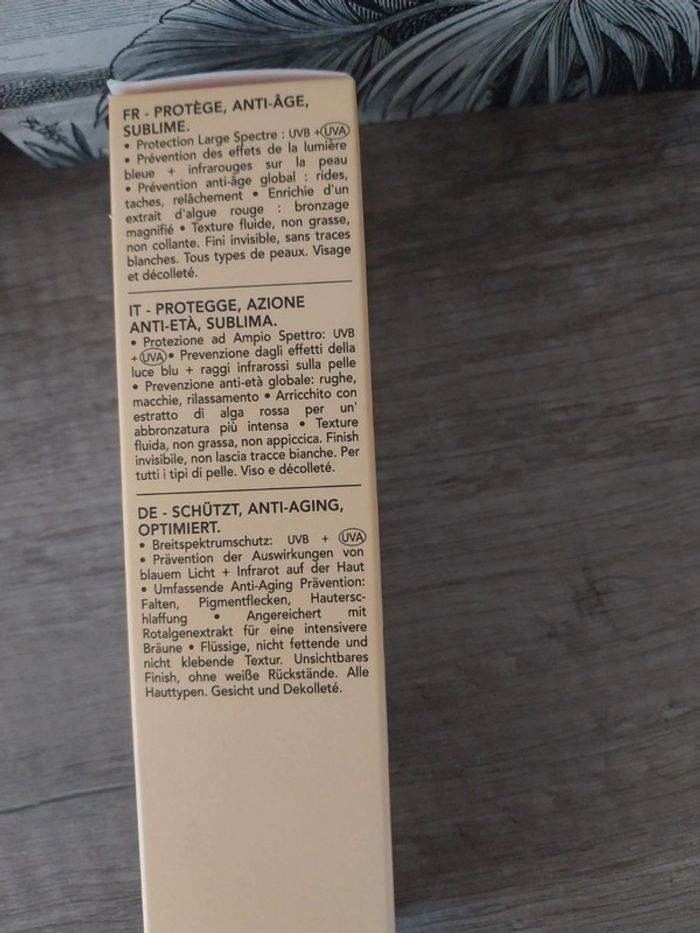 FR - PROTÈGE, ANTI-ÂGE,
SUBLIME.
• Protection Large Spectre : UVB + UVA
• Prévention des effets de la lumière
bleue + infrarouges sur la peau
• Prévention anti-âge global : rides,
taches, relâchement • Enrichie d'un
extrait d'algue rouge : bronzage
magnifié • Texture fluide, non grasse,
non collante. Fini invisible, sans traces
blanches. Tous types de peaux. Visage
et décolleté.
IT - PROTEGGE, AZIONE
ANTI-ETÀ, SUBLIMA.
• Protezione ad Ampio Spettro: UVB
+ UVA • Prevenzione dagli effetti della
luce blu + raggi infrarossi sulla pelle
• Prevenzione anti-età globale: rughe,
macchie, rilassamento • Arricchito con
estratto di alga rossa per un'
abbronzatura più intensa • Texture
fluida, non grassa, non appiccica. Finish
invisibile, non lascia tracce bianche. Per
tutti i tipi di pelle. Viso e décolleté.
DE - SCHÜTZT, ANTI-AGING,
OPTIMIERT.
• Breitspektrumschutz: UVB + UVA
• Prävention der Auswirkungen von
blauem Licht + Infrarot auf der Haut
• Umfassende Anti-Aging Prävention:
Falten, Pigmentflecken, Hautersc-
hlaffung • Angereichert mit
Rotalgenextrakt für eine intensivere
Bräune • Flüssige, nicht fettende und
nicht klebende Textur. Unsichtbares
Finish, ohne weiße Rückstände. Alle
Hauttypen. Gesicht und Dekolleté.